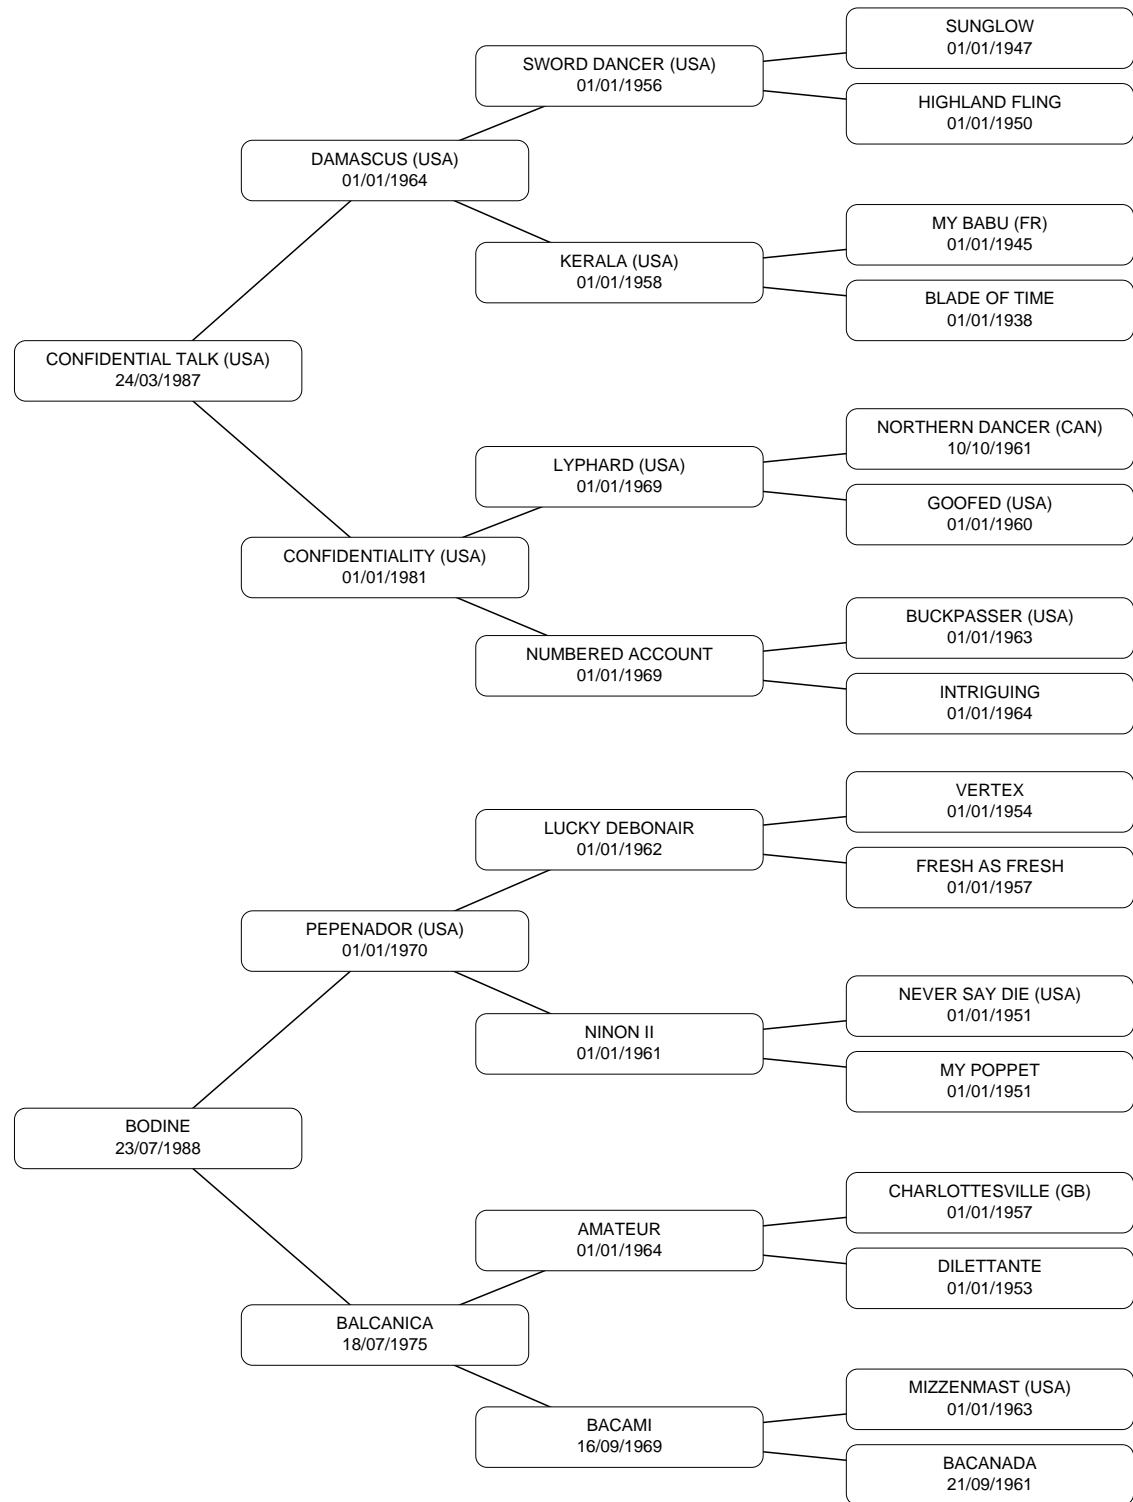 SUNGLOW
01/01/1947
SWORD DANCER (USA)
01/01/1956
HIGHLAND FLING
01/01/1950
DAMASCUS (USA)
01/01/1964
MY BABU (FR)
01/01/1945
KERALA (USA)
01/01/1958
BLADE OF TIME
01/01/1938
CONFIDENTIAL TALK (USA)
24/03/1987
NORTHERN DANCER (CAN)
10/10/1961
LYPHARD (USA)
01/01/1969
GOOFED (USA)
01/01/1960
CONFIDENTIALITY (USA)
01/01/1981
BUCKPASSER (USA)
01/01/1963
NUMBERED ACCOUNT
01/01/1969
INTRIGUING
01/01/1964
VERTEX
01/01/1954
LUCKY DEBONAIR
01/01/1962
FRESH AS FRESH
01/01/1957
PEPENADOR (USA)
01/01/1970
NEVER SAY DIE (USA)
01/01/1951
NINON II
01/01/1961
MY POPPET
01/01/1951
BODINE
23/07/1988
CHARLOTTESVILLE (GB)
01/01/1957
AMATEUR
01/01/1964
DILETTANTE
01/01/1953
BALCANICA
18/07/1975
MIZZENMAST (USA)
01/01/1963
BACAMI
16/09/1969
BACANADA
21/09/1961